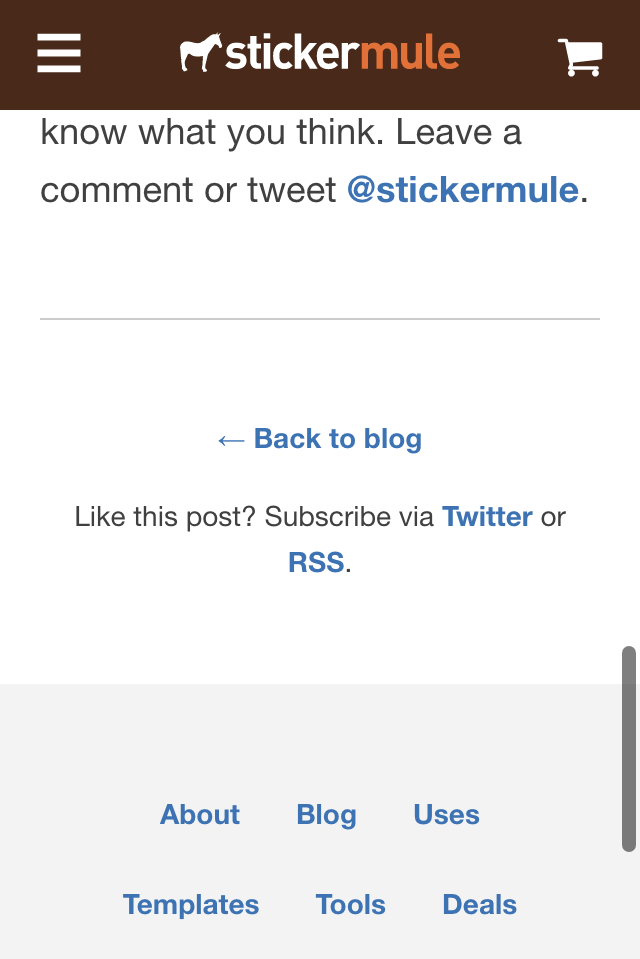 stickermule
know what you think. Leave a
comment or tweet @stickermule.
← Back to blog
Like this post? Subscribe via Twitter or
RSS.
About Blog Uses
Templates Tools Deals